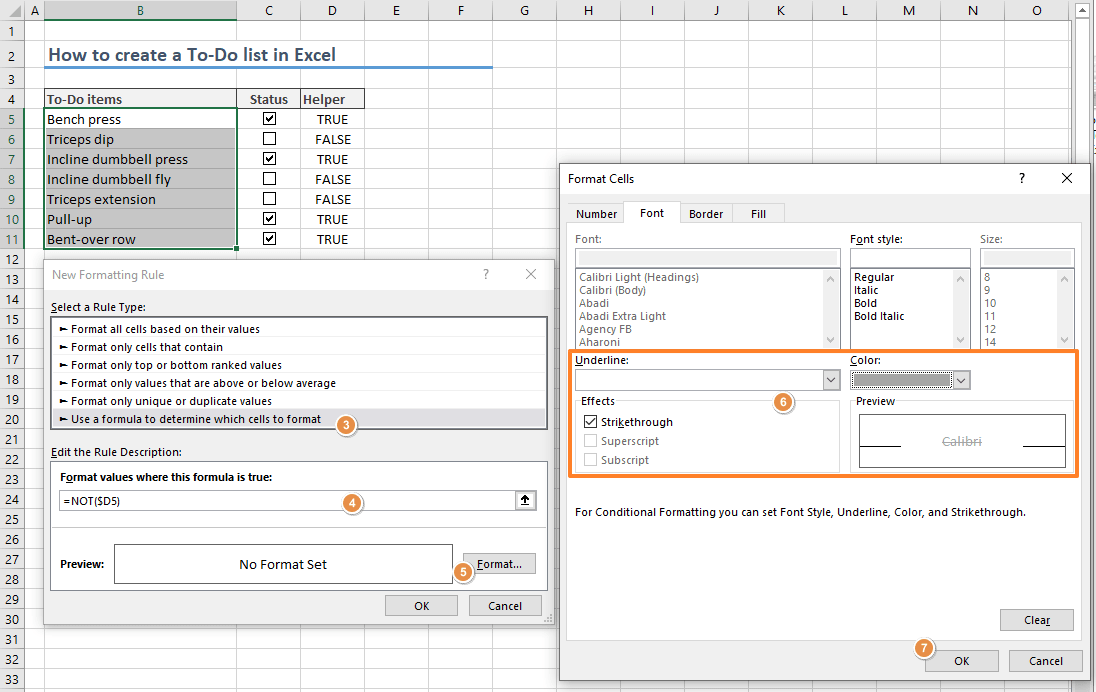 A B C D E F G H I J K L M N O
1
2 How to create a To-Do list in Excel
3
4 To-Do items Status Helper
5 Bench press TRUE
6 Triceps dip FALSE
7 Incline dumbbell press TRUE
8 Incline dumbbell fly FALSE
9 Triceps extension FALSE
10 Pull-up TRUE
11 Bent-over row TRUE
12
13
14
15
16
17
18
19
20
21
22
23
24
25
26
27
28
29
30
31
32
33
New Formatting Rule ?
Select a Rule Type:
► Format all cells based on their values
► Format only cells that contain
► Format only top or bottom ranked values
► Format only values that are above or below average
► Format only unique or duplicate values
► Use a formula to determine which cells to format
3
Edit the Rule Description:
Format values where this formula is true:
=NOT($D5)
4
Preview: No Format Set
5
Format...
OK Cancel
Format Cells ?
Number Font Border Fill
Font: Font style: Size:
Calibri Light (Headings) Regular 8
Calibri (Body) Italic 9
Abadi Bold 10
Abadi Extra Light Bold Italic 11
Agency FB 12
Aharoni 14
Underline: Color:
6
Effects Preview
Strikethrough
Superscript Calibri
Subscript
For Conditional Formatting you can set Font Style, Underline, Color, and Strikethrough.
Clear
7
OK Cancel